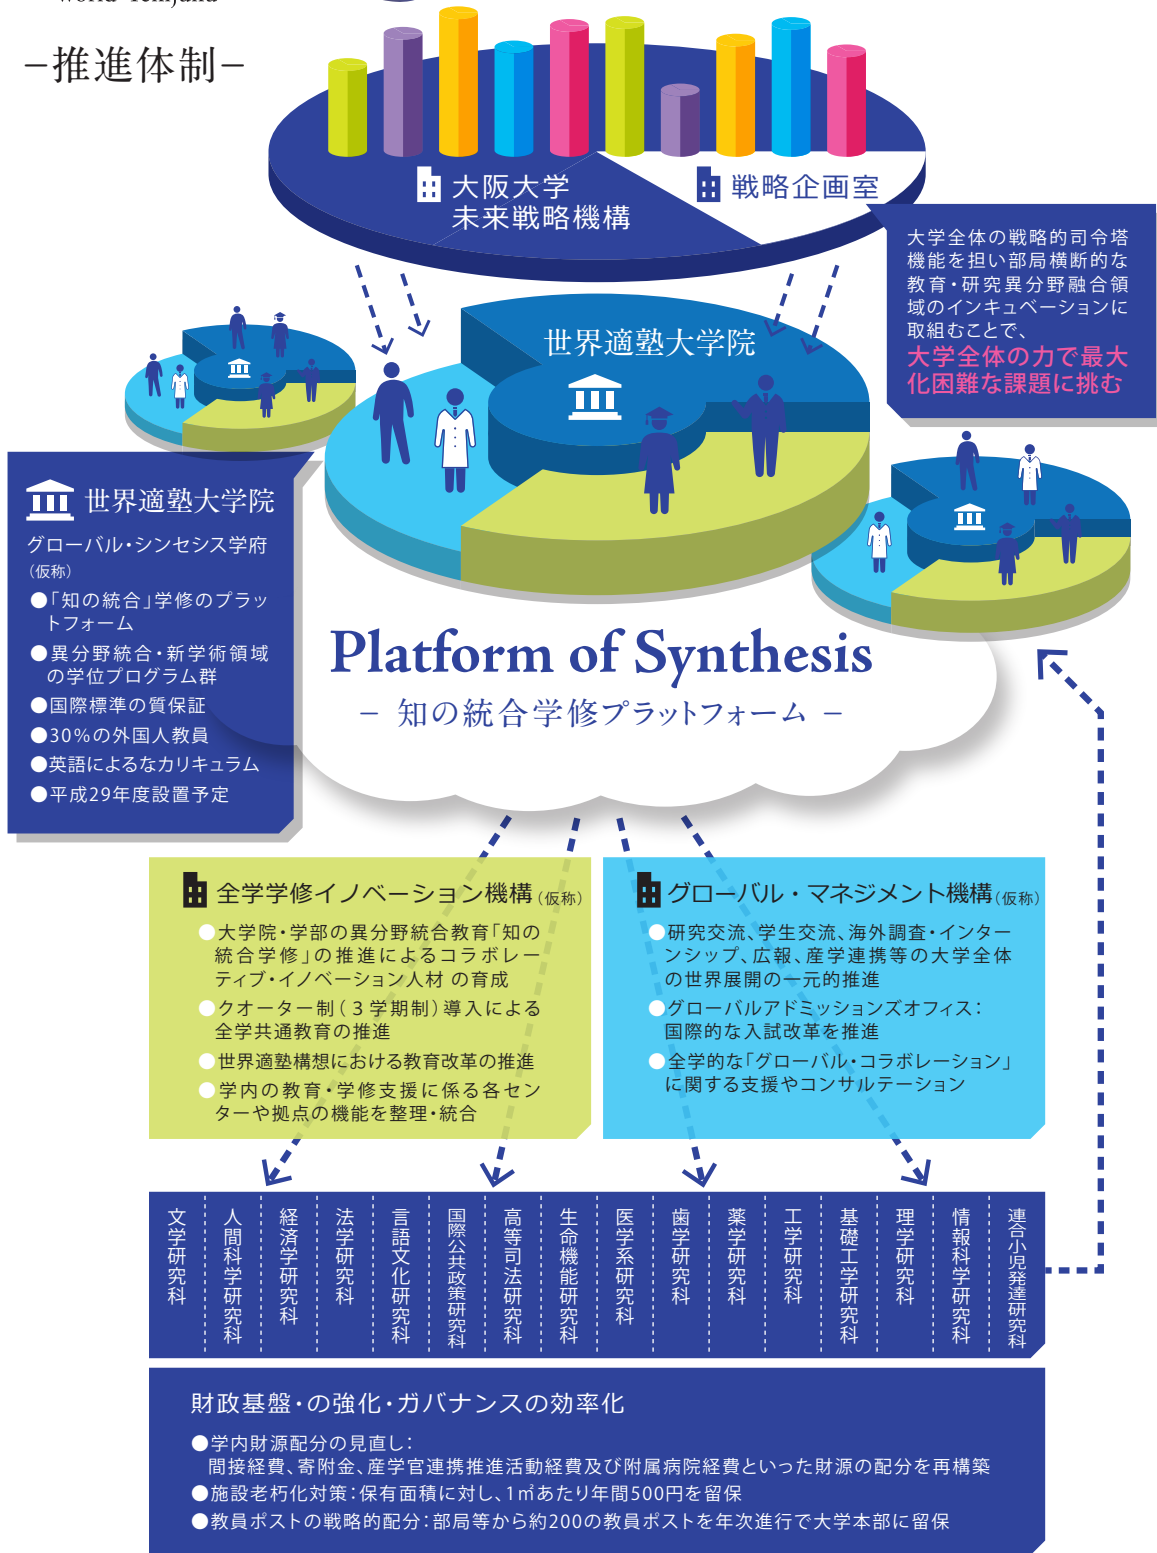 −推進体制−
大阪大学
未来戦略機構
戦略企画室
大学全体の戦略的司令塔
機能を担い部局横断的な
教育・研究異分野融合領
域のインキュベーションに
取組むことで、
大学全体の力で最大
化困難な課題に挑む
世界適塾大学院
世界適塾大学院
グローバル・シンセシス学府
（仮称）
●「知の統合」学修のプラッ
トフォーム
●異分野統合・新学術領域
の学位プログラム群
●国際標準の質保証
●30%の外国人教員
●英語によるなカリキュラム
●平成29年度設置予定
Platform of Synthesis
− 知の統合学修プラットフォーム −
全学学修イノベーション機構（仮称）
●大学院・学部の異分野統合教育「知の
統合学修」の推進によるコラボレー
ティブ・イノベーション人材 の育成
●クオーター制（３学期制）導入による
全学共通教育の推進
●世界適塾構想における教育改革の推進
●学内の教育・学修支援に係る各セン
ターや拠点の機能を整理・統合
グローバル・マネジメント機構（仮称）
●研究交流、学生交流、海外調査・インター
ンシップ、広報、産学連携等の大学全体
の世界展開の一元的推進
●グローバルアドミッションズオフィス：
国際的な入試改革を推進
●全学的な「グローバル・コラボレーション」
に関する支援やコンサルテーション
文学研究科
人間科学研究科
経済学研究科
法学研究科
言語文化研究科
国際公共政策研究科
高等司法研究科
生命機能研究科
医学系研究科
歯学研究科
薬学研究科
工学研究科
基礎工学研究科
理学研究科
情報科学研究科
連合小児発達研究科
財政基盤・の強化・ガバナンスの効率化
●学内財源配分の見直し：
間接経費、寄附金、産学官連携推進活動経費及び附属病院経費といった財源の配分を再構築
●施設老朽化対策：保有面積に対し、1㎡あたり年間500円を留保
●教員ポストの戦略的配分：部局等から約200の教員ポストを年次進行で大学本部に留保